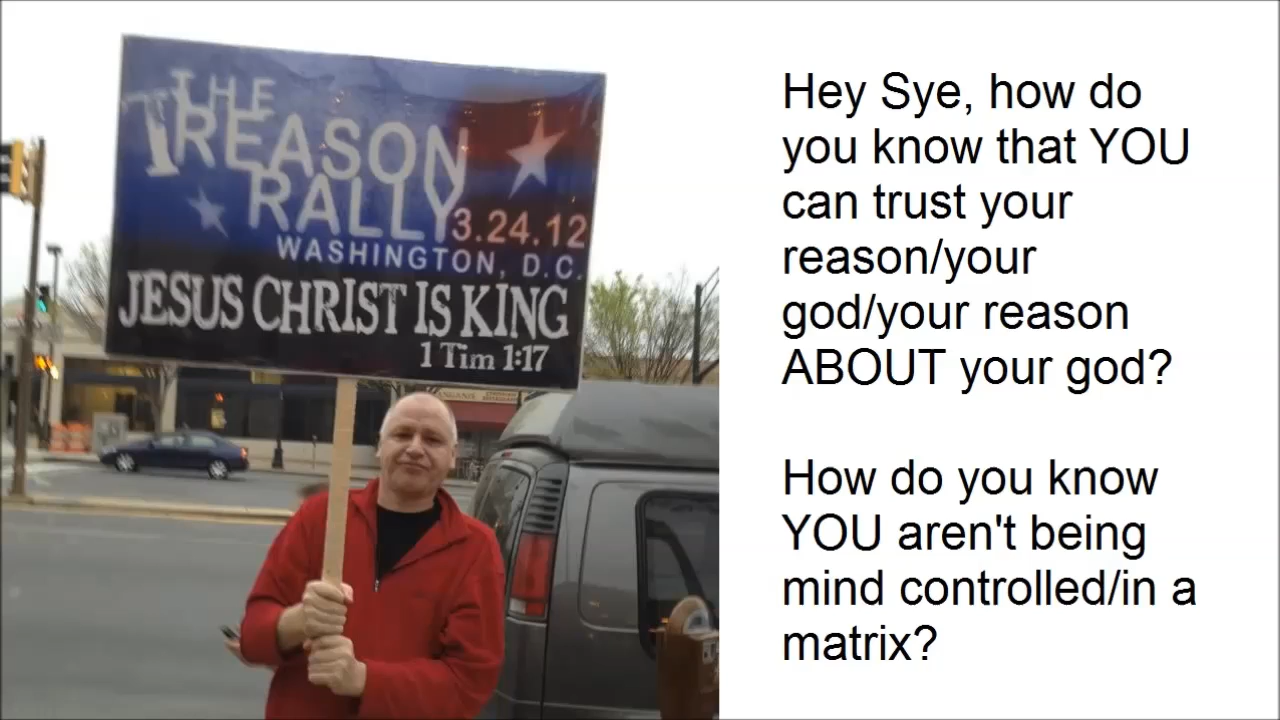 THE
TREASON
RALLY
3.24.12
WASHINGTON, D.C.
JESUS CHRIST IS KING
1 Tim 1:17
Hey Sye, how do
you know that YOU
can trust your
reason/your
god/your reason
ABOUT your god?
How do you know
YOU aren't being
mind controlled/in a
matrix?